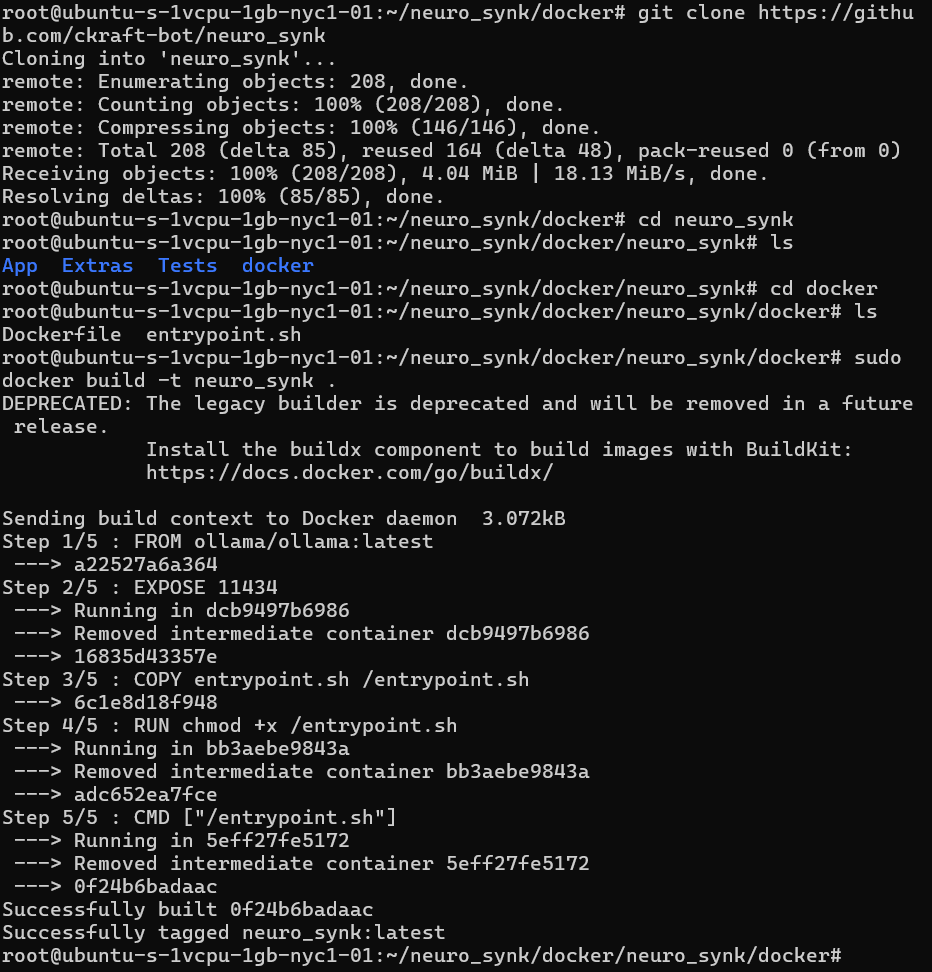 root@ubuntu-s-1vcpu-1gb-nyc1-01:~/neuro_synk/docker# git clone https://githu
b.com/ckraft-bot/neuro_synk
Cloning into 'neuro_synk'...
remote: Enumerating objects: 208, done.
remote: Counting objects: 100% (208/208), done.
remote: Compressing objects: 100% (146/146), done.
remote: Total 208 (delta 85), reused 164 (delta 48), pack-reused 0 (from 0)
Receiving objects: 100% (208/208), 4.04 MiB | 18.13 MiB/s, done.
Resolving deltas: 100% (85/85), done.
root@ubuntu-s-1vcpu-1gb-nyc1-01:~/neuro_synk/docker# cd neuro_synk
root@ubuntu-s-1vcpu-1gb-nyc1-01:~/neuro_synk/docker/neuro_synk# ls
App  Extras  Tests  docker
root@ubuntu-s-1vcpu-1gb-nyc1-01:~/neuro_synk/docker/neuro_synk# cd docker
root@ubuntu-s-1vcpu-1gb-nyc1-01:~/neuro_synk/docker/neuro_synk/docker# ls
Dockerfile  entrypoint.sh
root@ubuntu-s-1vcpu-1gb-nyc1-01:~/neuro_synk/docker/neuro_synk/docker# sudo
docker build -t neuro_synk .
DEPRECATED: The legacy builder is deprecated and will be removed in a future
 release.
            Install the buildx component to build images with BuildKit:
            https://docs.docker.com/go/buildx/

Sending build context to Docker daemon  3.072kB
Step 1/5 : FROM ollama/ollama:latest
 ---> a22527a6a364
Step 2/5 : EXPOSE 11434
 ---> Running in dcb9497b6986
 ---> Removed intermediate container dcb9497b6986
 ---> 16835d43357e
Step 3/5 : COPY entrypoint.sh /entrypoint.sh
 ---> 6c1e8d18f948
Step 4/5 : RUN chmod +x /entrypoint.sh
 ---> Running in bb3aebe9843a
 ---> Removed intermediate container bb3aebe9843a
 ---> adc652ea7fce
Step 5/5 : CMD ["/entrypoint.sh"]
 ---> Running in 5eff27fe5172
 ---> Removed intermediate container 5eff27fe5172
 ---> 0f24b6badaac
Successfully built 0f24b6badaac
Successfully tagged neuro_synk:latest
root@ubuntu-s-1vcpu-1gb-nyc1-01:~/neuro_synk/docker/neuro_synk/docker#